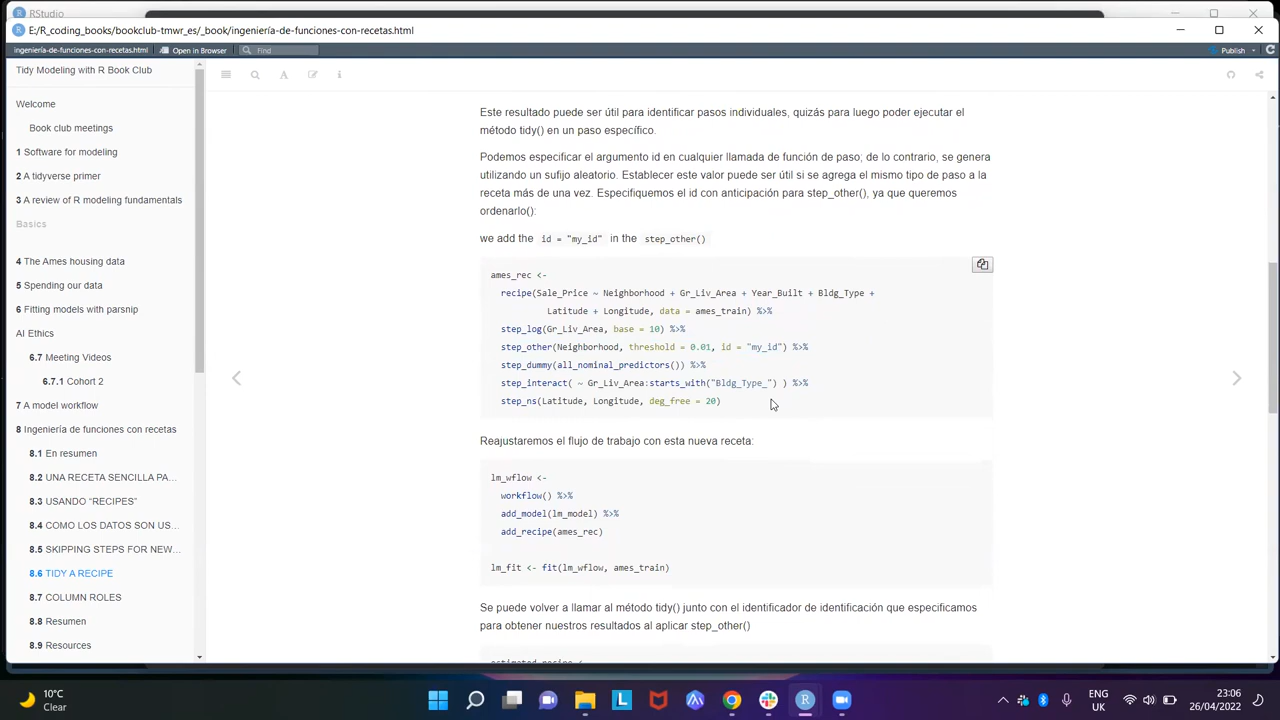 RStudio
E:/R_coding_books/bookclub-tmwr_es/_book/ingeniería-de-funciones-con-recetas.html
ingeniería-de-funciones-con-recetas.html
Open in Browser
Find
Publish
Tidy Modeling with R Book Club
Welcome
Book club meetings
1 Software for modeling
2 A tidyverse primer
3 A review of R modeling fundamentals
Basics
4 The Ames housing data
5 Spending our data
6 Fitting models with parsnip
AI Ethics
6.7 Meeting Videos
6.7.1 Cohort 2
7 A model workflow
8 Ingeniería de funciones con recetas
8.1 En resumen
8.2 UNA RECETA SENCILLA PA...
8.3 USANDO “RECIPES”
8.4 COMO LOS DATOS SON US...
8.5 SKIPPING STEPS FOR NEW...
8.6 TIDY A RECIPE
8.7 COLUMN ROLES
8.8 Resumen
8.9 Resources
Este resultado puede ser útil para identificar pasos individuales, quizás para luego poder ejecutar el
método tidy() en un paso específico.
Podemos especificar el argumento id en cualquier llamada de función de paso; de lo contrario, se genera
utilizando un sufijo aleatorio. Establecer este valor puede ser útil si se agrega el mismo tipo de paso a la
receta más de una vez. Especifiquemos el id con anticipación para step_other(), ya que queremos
ordenarlo():
we add the id = "my_id" in the step_other()
ames_rec <-
recipe(Sale_Price ~ Neighborhood + Gr_Liv_Area + Year_Built + Bldg_Type +
Latitude + Longitude, data = ames_train) %>%
step_log(Gr_Liv_Area, base = 10) %>%
step_other(Neighborhood, threshold = 0.01, id = "my_id") %>%
step_dummy(all_nominal_predictors()) %>%
step_interact( ~ Gr_Liv_Area:starts_with("Bldg_Type_") ) %>%
step_ns(Latitude, Longitude, deg_free = 20)
Reajustaremos el flujo de trabajo con esta nueva receta:
lm_wflow <-
workflow() %>%
add_model(lm_model) %>%
add_recipe(ames_rec)
lm_fit <- fit(lm_wflow, ames_train)
Se puede volver a llamar al método tidy() junto con el identificador de identificación que especificamos
para obtener nuestros resultados al aplicar step_other()
10°C
Clear
ENG
UK
23:06
26/04/2022